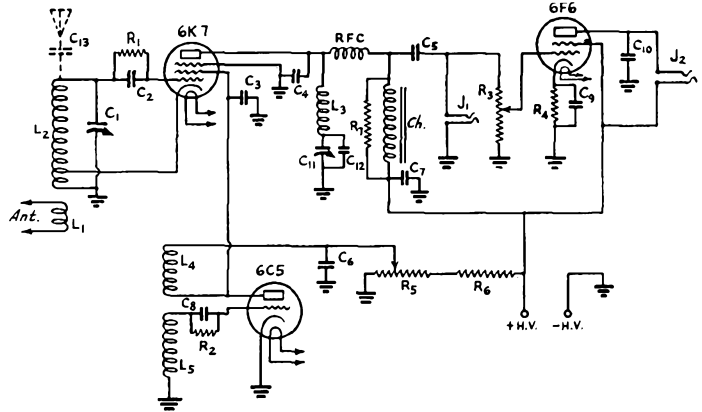 6K7
6F6
C13
R1
RFC
C5
C10
J2
C2
C3
C4
C1
L2
L3
R7
Ch.
J1
R3
R4
C9
C11
C12
C7
Ant.
L1
L4
6C5
C6
R5
R6
C8
R2
L5
+H.V.
-H.V.